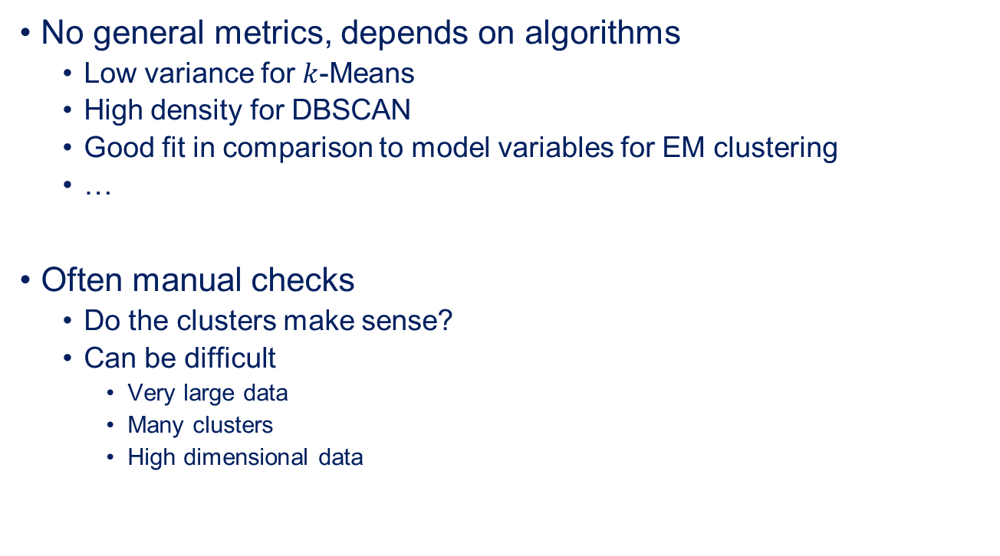 • No general metrics, depends on algorithms
• Low variance for 𝑘-Means
• High density for DBSCAN
• Good fit in comparison to model variables for EM clustering
• …
• Often manual checks
• Do the clusters make sense?
• Can be difficult
• Very large data
• Many clusters
• High dimensional data